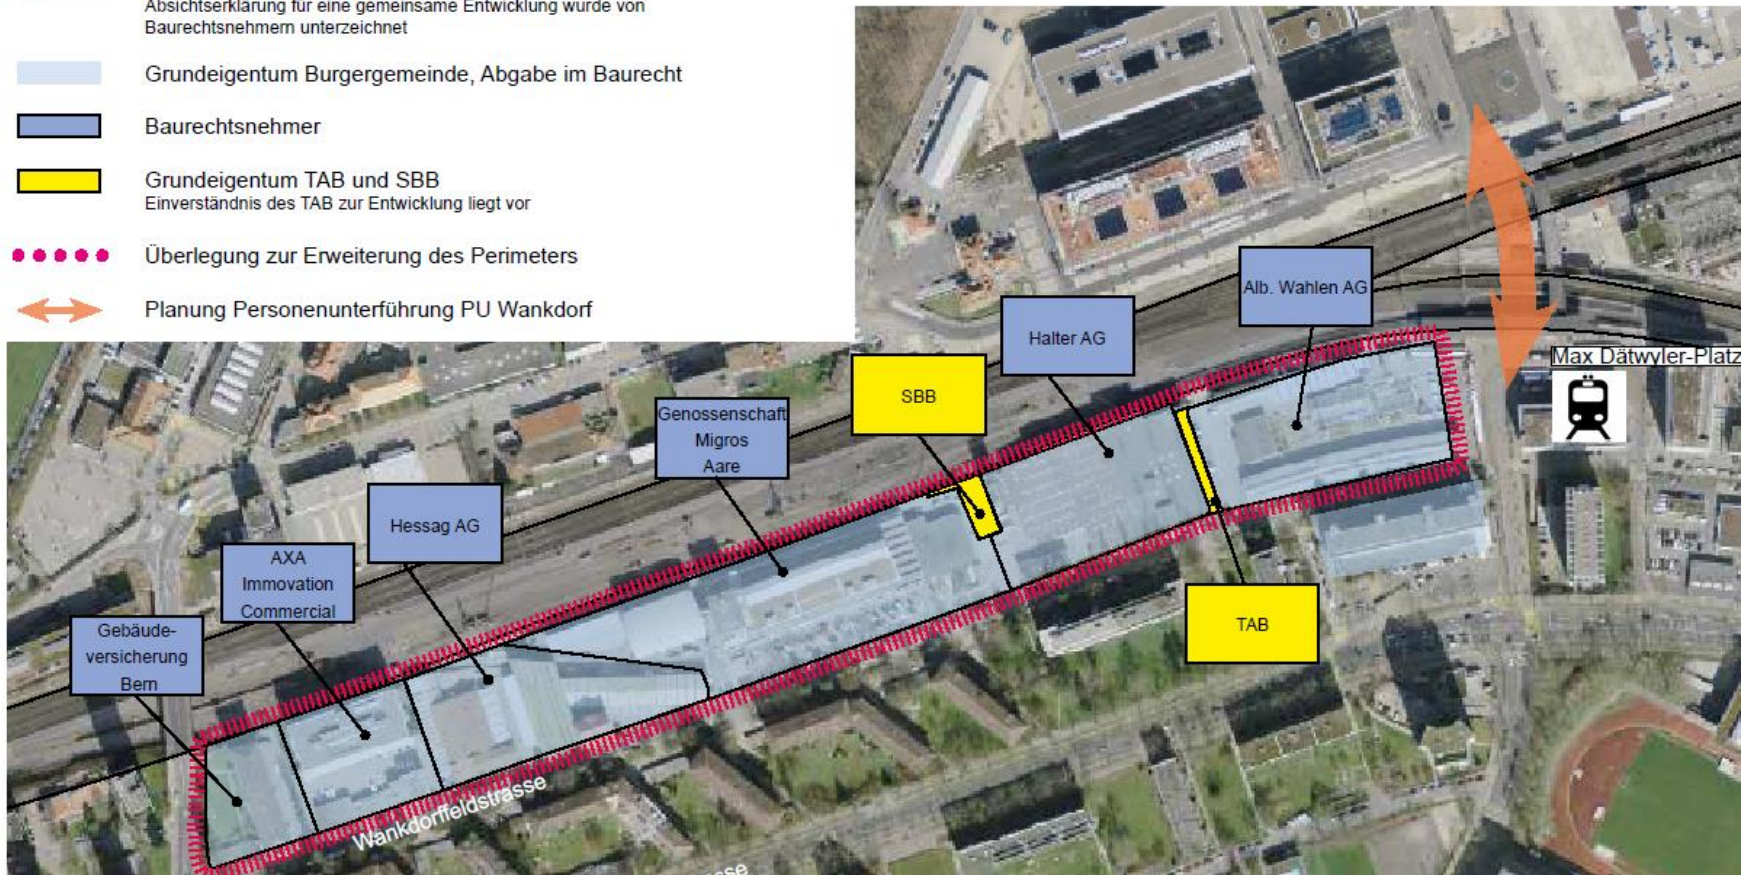 Absichtserklärung für eine gemeinsame Entwicklung wurde von
Baurechtsnehmern unterzeichnet
Grundeigentum Burgergemeinde, Abgabe im Baurecht
Baurechtsnehmer
Grundeigentum TAB und SBB
Einverständnis des TAB zur Entwicklung liegt vor
Überlegung zur Erweiterung des Perimeters
Planung Personenunterführung PU Wankdorf
Alb. Wahlen AG
Halter AG
Max Dätwyler-Platz
SBB
Genossenschaft
Migros
Aare
Hessag AG
AXA
Immovation
Commercial
TAB
Gebäude-
versicherung
Bern
Wankdorffeldstrasse